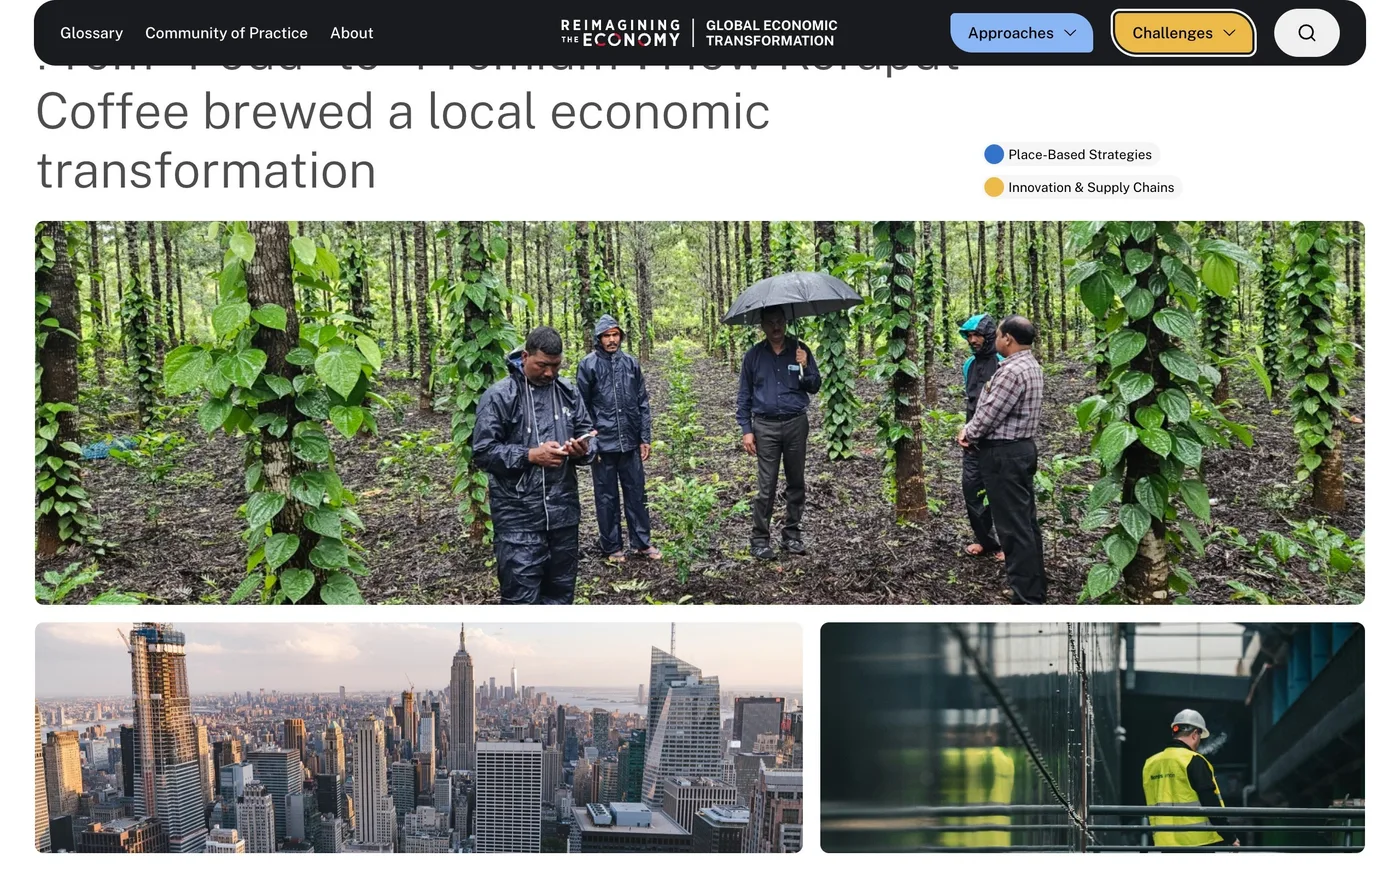 Glossary
Community of Practice
About
REIMAGINING
THE ECONOMY
GLOBAL ECONOMIC
TRANSFORMATION
Approaches
Challenges
Coffee brewed a local economic
transformation
Place-Based Strategies
Innovation & Supply Chains